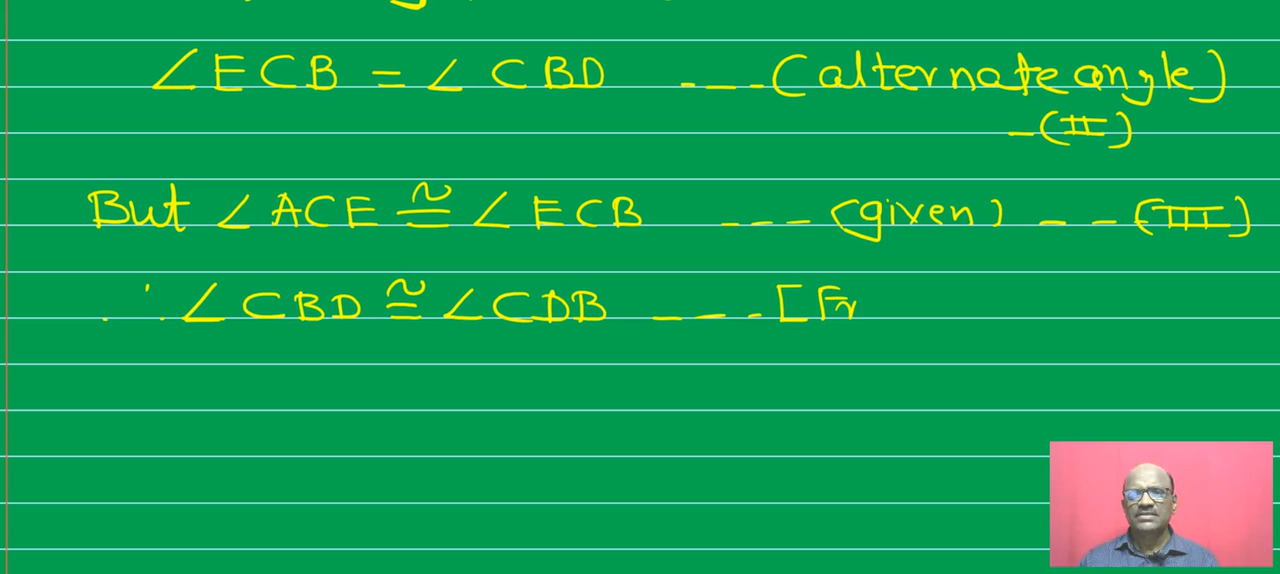 ∠ECB = ∠CBD ---- (alternate angle)
-(II)
But ∠ACE ≅ ∠ECB ---- (given) -- (III)
∴ ∠CBD ≅ ∠CDB ---- [Fr